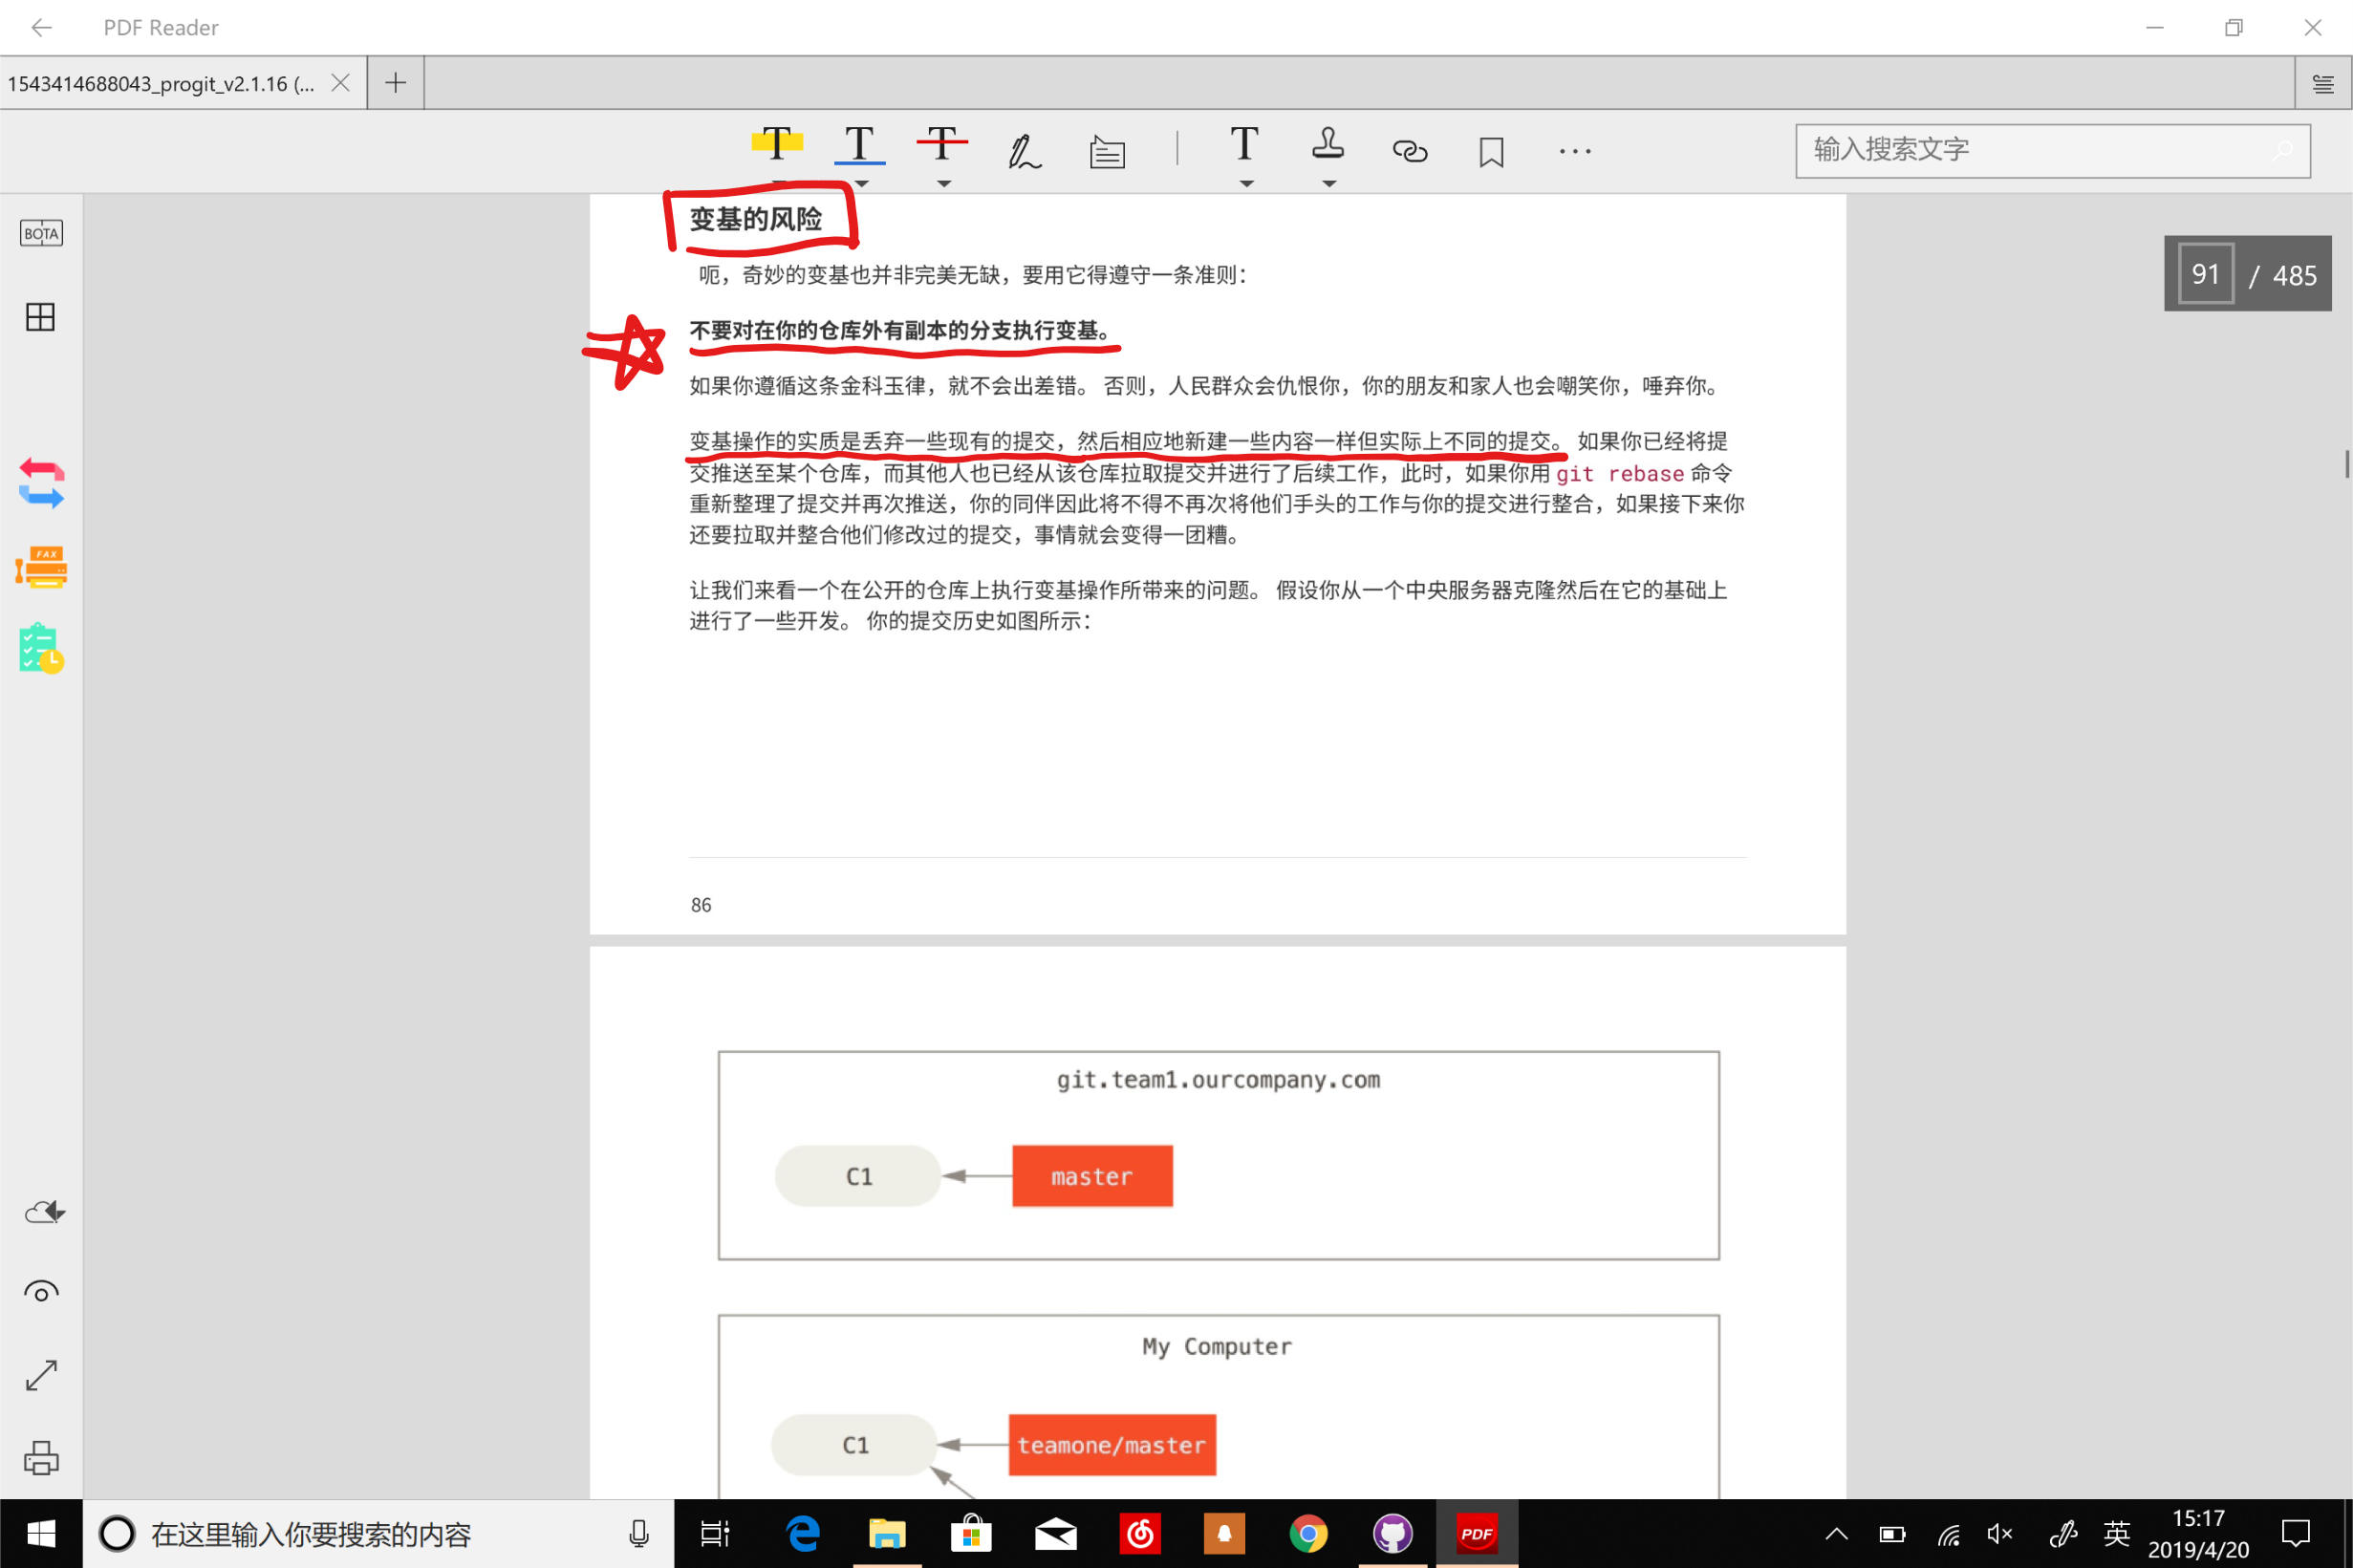 PDF Reader
1543414688043_progit_v2.1.16 (...
输入搜索文字
BOTA
变基的风险
91 / 485
呃，奇妙的变基也并非完美无缺，要用它得遵守一条准则：
不要对在你的仓库外有副本的分支执行变基。
如果你遵循这条金科玉律，就不会出差错。 否则，人民群众会仇恨你，你的朋友和家人也会嘲笑你，唾弃你。
变基操作的实质是丢弃一些现有的提交，然后相应地新建一些内容一样但实际上不同的提交。 如果你已经将提
交推送至某个仓库，而其他人也已经从该仓库拉取提交并进行了后续工作，此时，如果你用 git rebase 命令
重新整理了提交并再次推送，你的同伴因此将不得不再次将他们手头的工作与你的提交进行整合，如果接下来你
还要拉取并整合他们修改过的提交，事情就会变得一团糟。
FAX
让我们来看一个在公开的仓库上执行变基操作所带来的问题。 假设你从一个中央服务器克隆然后在它的基础上
进行了一些开发。 你的提交历史如图所示：
86
git.team1.ourcompany.com
C1
master
My Computer
C1
teamone/master
在这里输入你要搜索的内容
PDF
英
15:17
2019/4/20